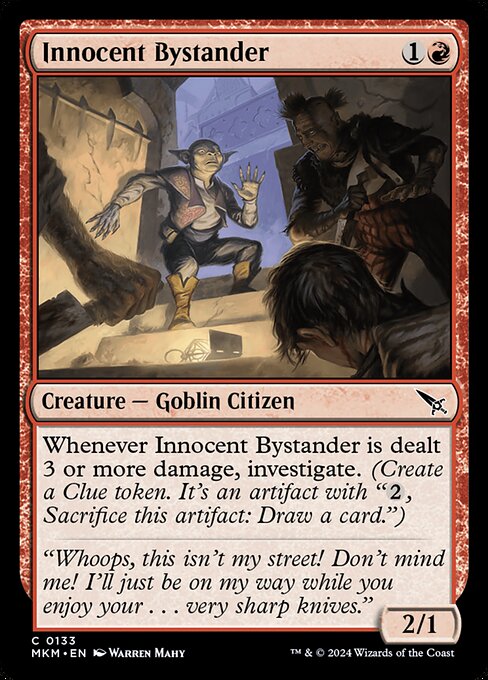 Innocent Bystander 1
Creature — Goblin Citizen
Whenever Innocent Bystander is dealt
3 or more damage, investigate. (Create
a Clue token. It's an artifact with “2,
Sacrifice this artifact: Draw a card.”)
“Whoops, this isn't my street! Don't mind
me! I'll just be on my way while you
enjoy your . . . very sharp knives.”
2/1
C 0133
MKM • EN Warren Mahy
™ & © 2024 Wizards of the Coast